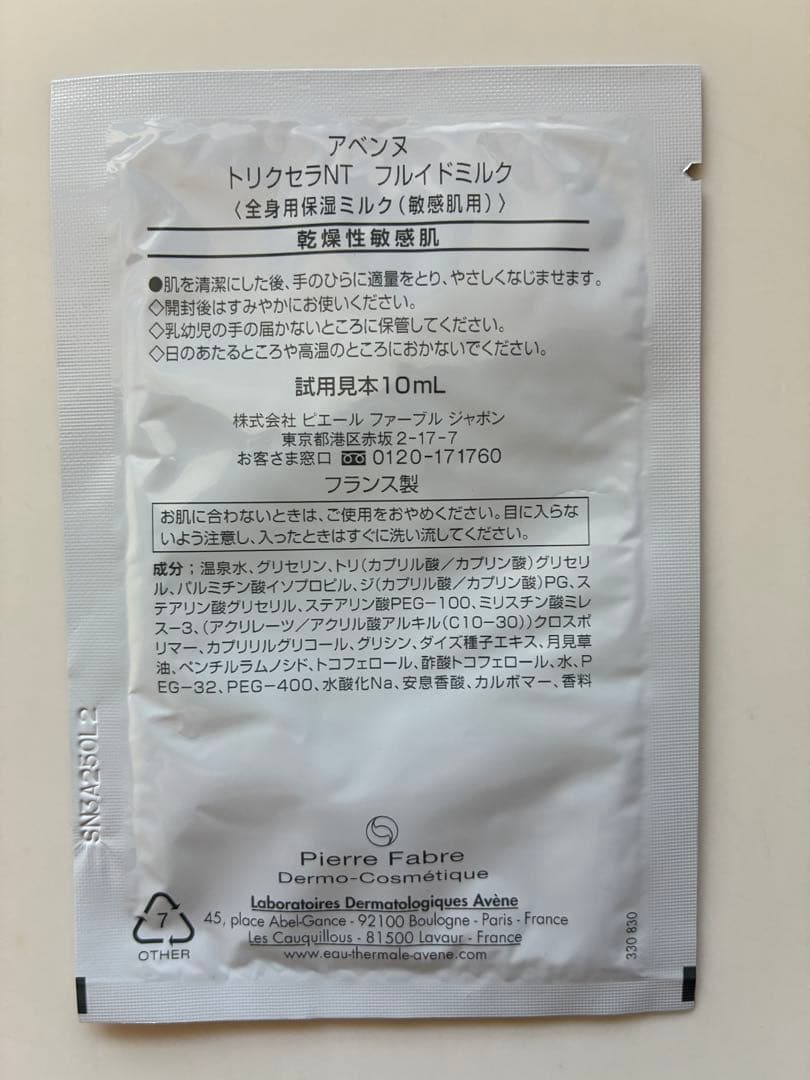 アベンヌ
トリクセラNT　フルイドミルク
〈全身用保湿ミルク(敏感肌用)〉
乾燥性敏感肌
●肌を清潔にした後、手のひらに適量をとり、やさしくなじませます。
◇開封後はすみやかにお使いください。
◇乳幼児の手の届かないところに保管してください。
◇日のあたるところや高温のところにおかないでください。
試用見本10mL
株式会社 ピエール ファーブル ジャポン
東京都港区赤坂2-17-7
お客さま窓口 0120-171760
フランス製
お肌に合わないときは、ご使用をおやめください。目に入らな
いよう注意し、入ったときはすぐに洗い流してください。
成分：温泉水、グリセリン、トリ(カプリル酸／カプリン酸)グリセリ
ル、パルミチン酸イソプロピル、ジ(カプリル酸／カプリン酸)PG、ス
テアリン酸グリセリル、ステアリン酸PEG-100、ミリスチン酸ミレ
ス-3、(アクリレーツ／アクリル酸アルキル(C10-30))クロスポ
リマー、カプリリルグリコール、グリシン、ダイズ種子エキス、月見草
油、ペンチルラムノシド、トコフェロール、酢酸トコフェロール、水、P
EG-32、PEG-400、水酸化Na、安息香酸、カルボマー、香料
SN3A250L2
Pierre Fabre
Dermo-Cosmétique
Laboratoires Dermatologiques Avène
45, place Abel-Gance - 92100 Boulogne - Paris - France
Les Cauquillous - 81500 Lavaur - France
www.eau-thermale-avene.com
7
OTHER
330 830